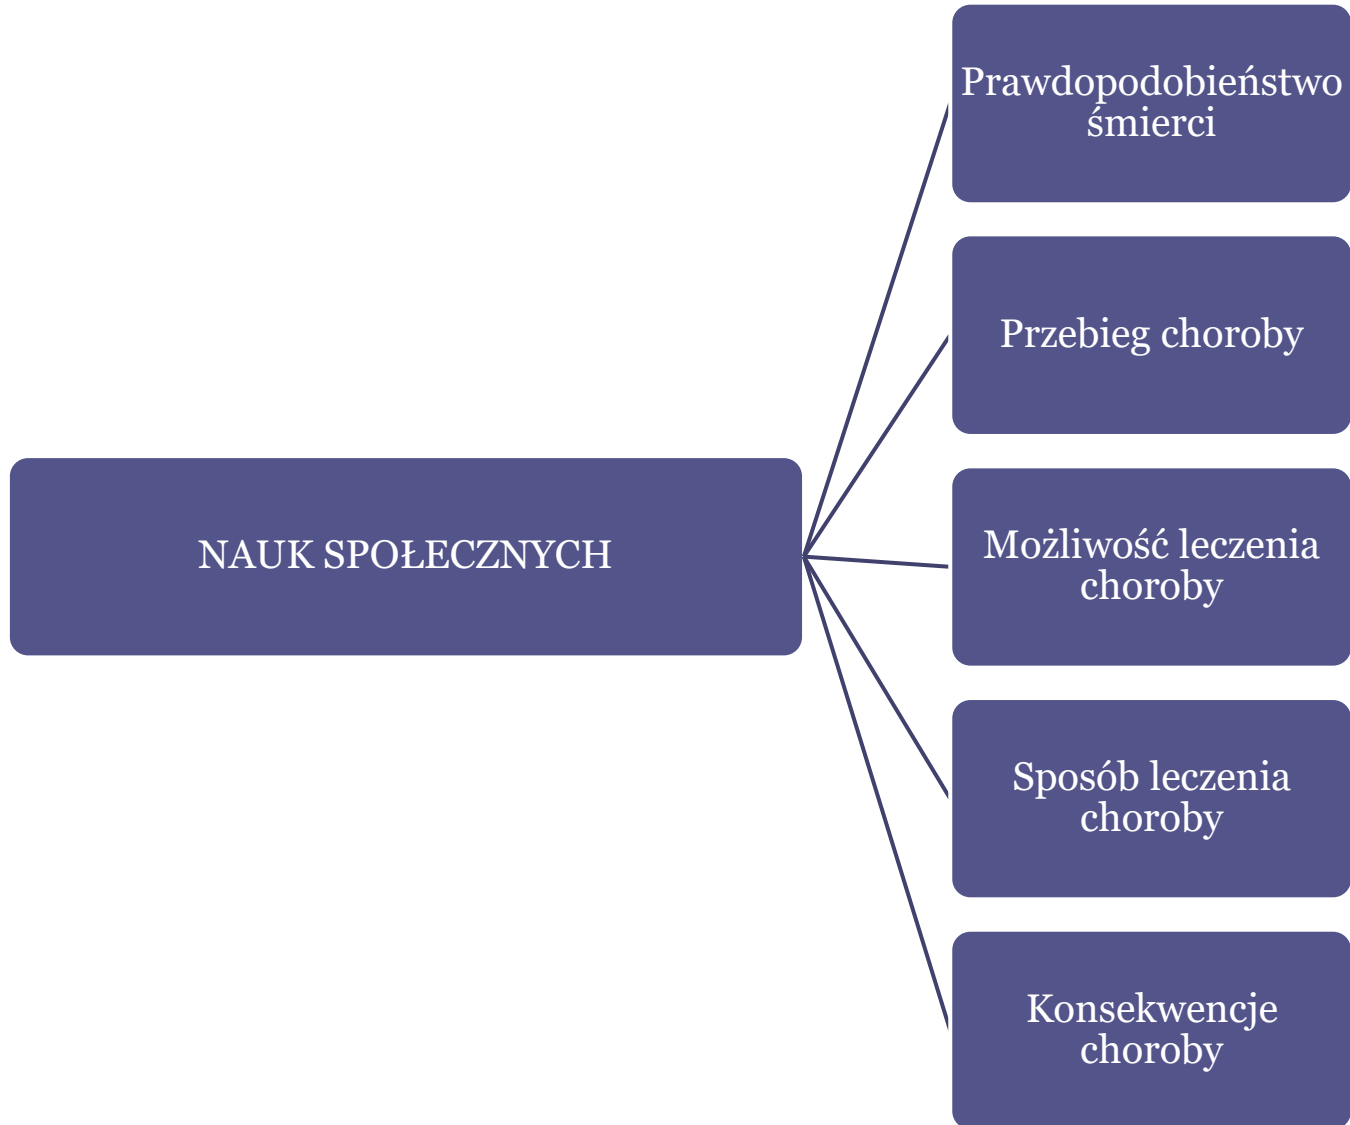 Prawdopodobieństwo
śmierci
Przebieg choroby
NAUK SPOŁECZNYCH
Możliwość leczenia
choroby
Sposób leczenia
choroby
Konsekwencje
choroby